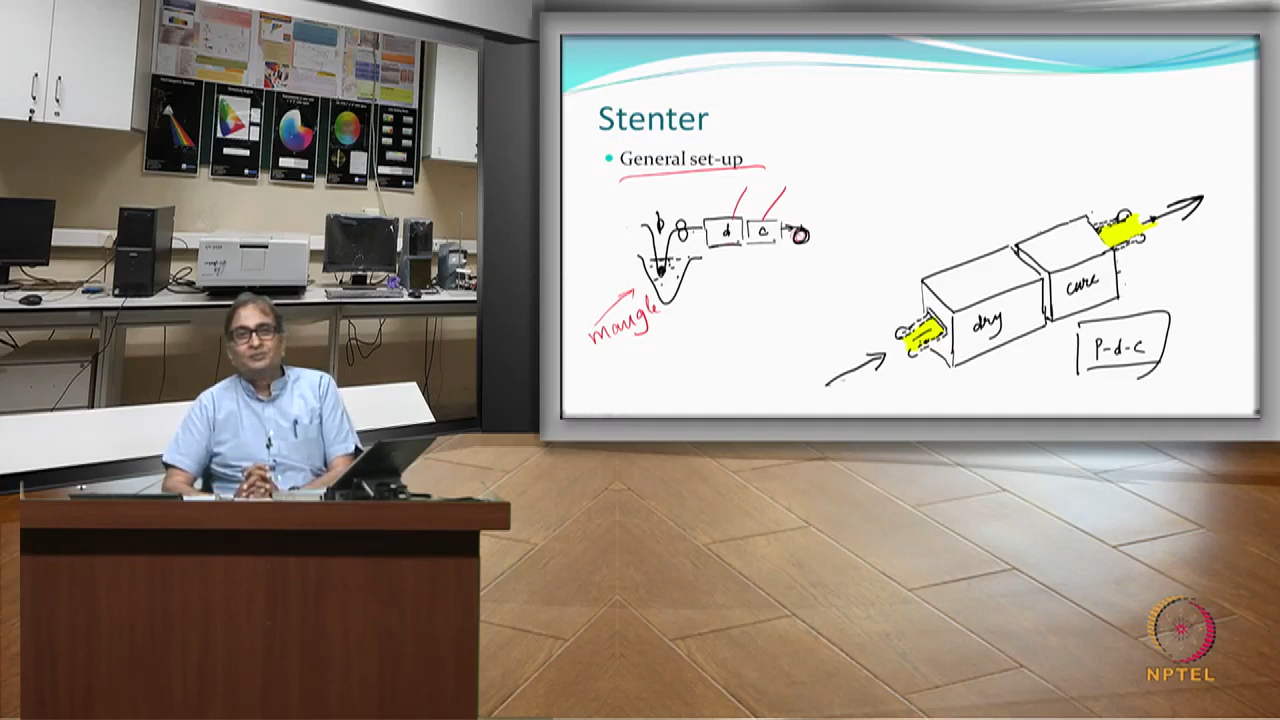 Stenter
• General set-up
p
d
c
mangle
dry
cure
P-d-c
NPTEL